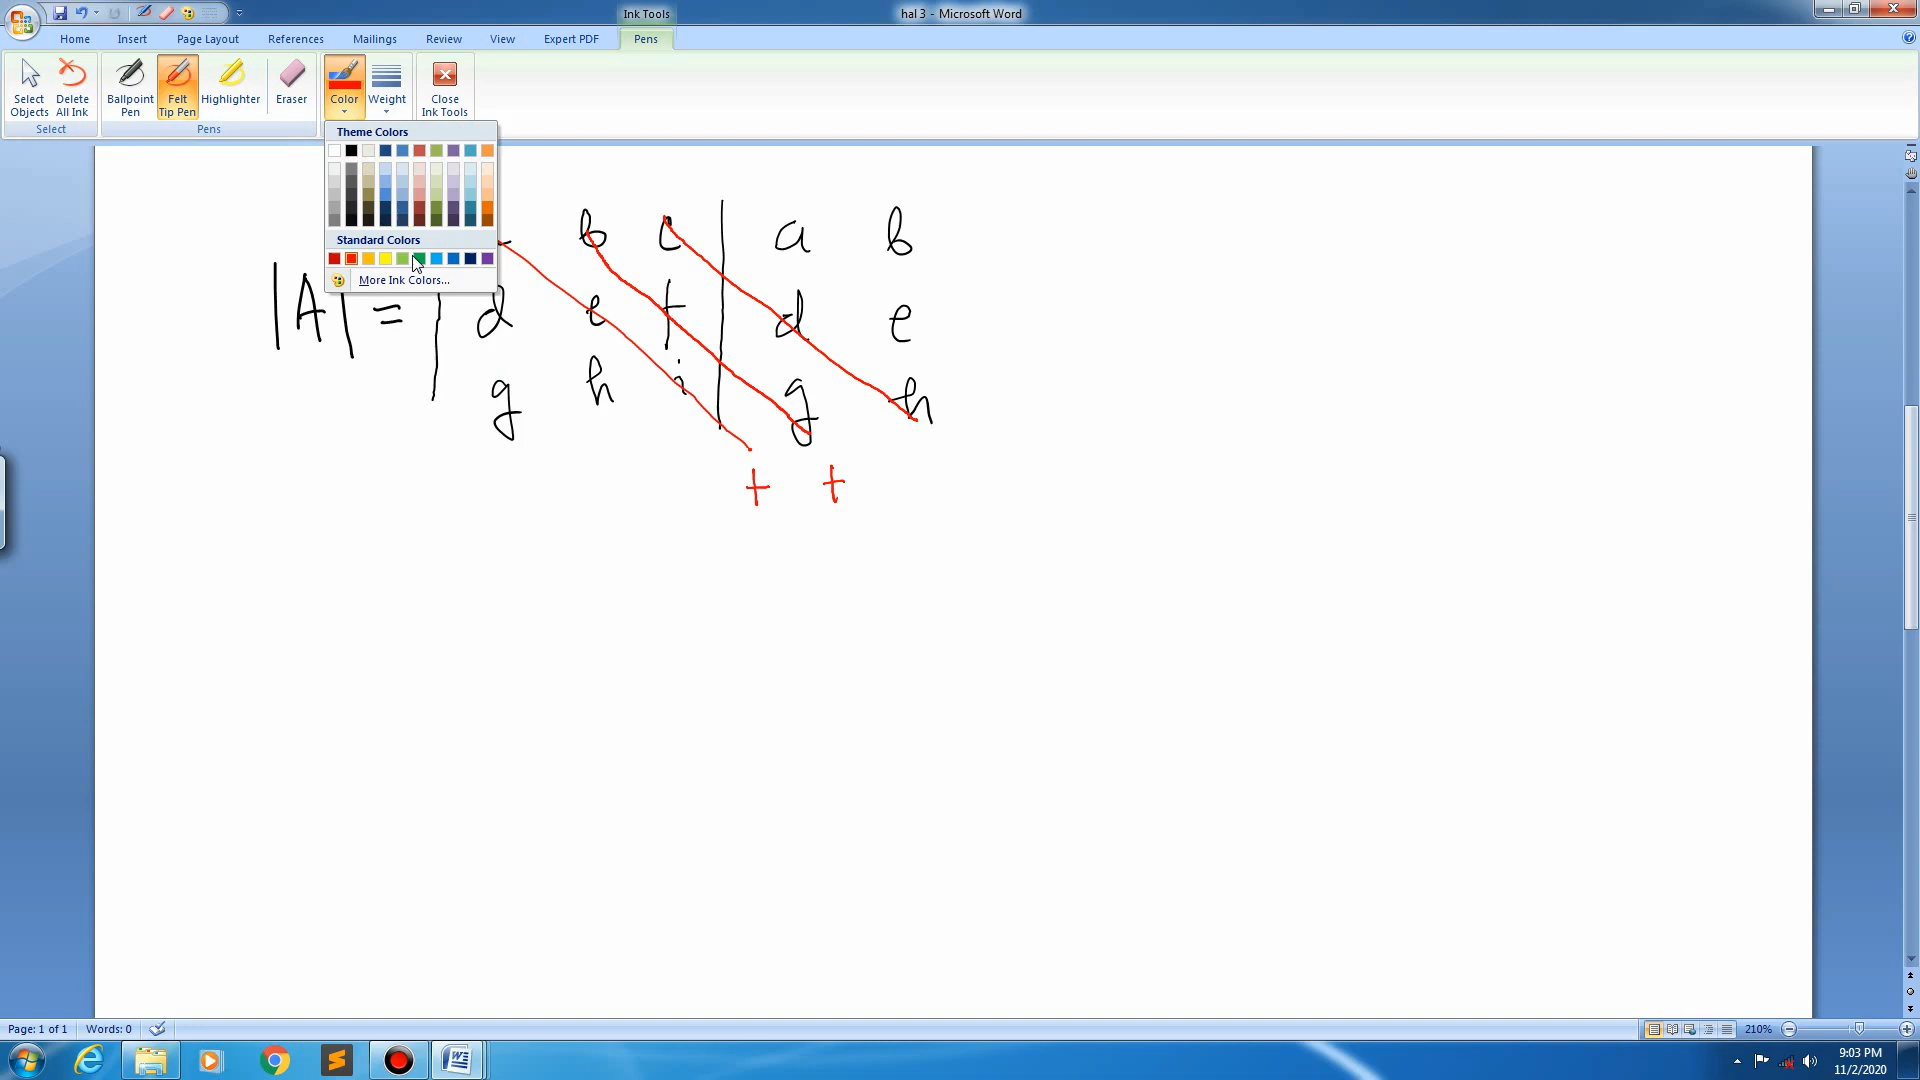 Ink Tools
hal 3 - Microsoft Word
Home Insert Page Layout References Mailings Review View Expert PDF Pens
Select Objects
Delete All Ink
Ballpoint Pen
Felt Tip Pen
Highlighter
Eraser
Color
Weight
Close Ink Tools
Select
Pens
Theme Colors
Standard Colors
More Ink Colors...
b c | a b
|A| = | d e f | d e
g h i | g h
+ +
Page: 1 of 1 Words: 0
210%
9:03 PM
11/2/2020